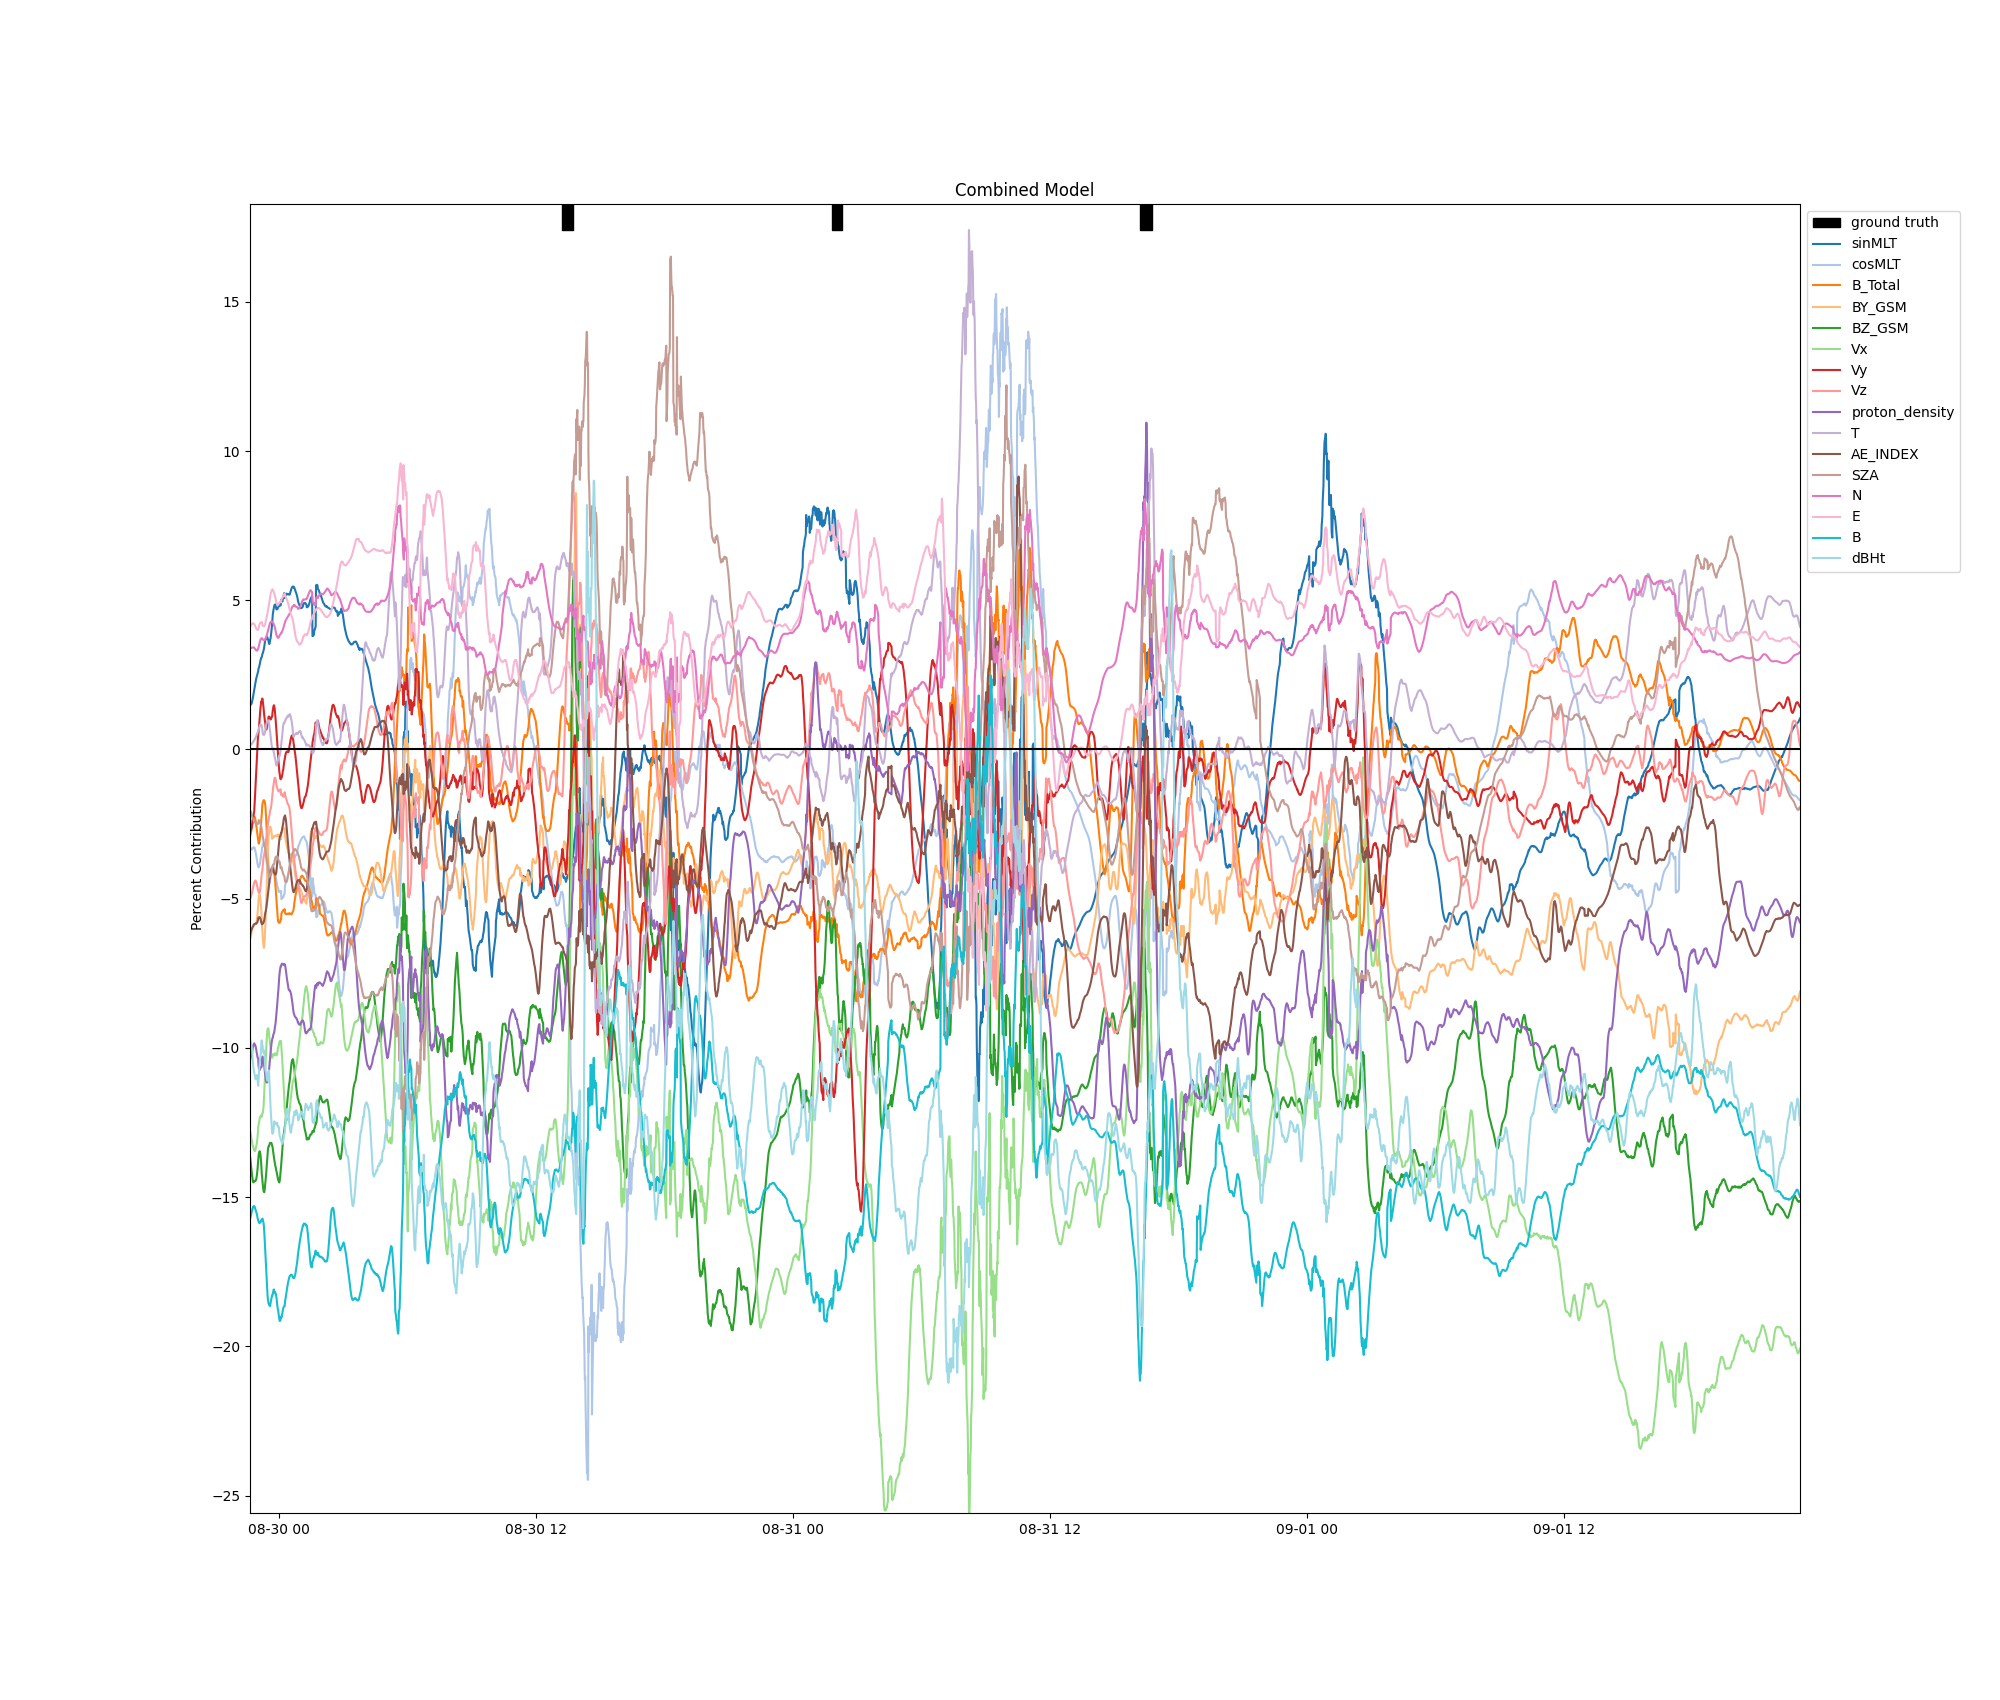 Combined Model
Percent Contribution
15
10
5
0
−5
−10
−15
−20
−25
08-30 00
08-30 12
08-31 00
08-31 12
09-01 00
09-01 12
ground truth
sinMLT
cosMLT
B_Total
BY_GSM
BZ_GSM
Vx
Vy
Vz
proton_density
T
AE_INDEX
SZA
N
E
B
dBHt